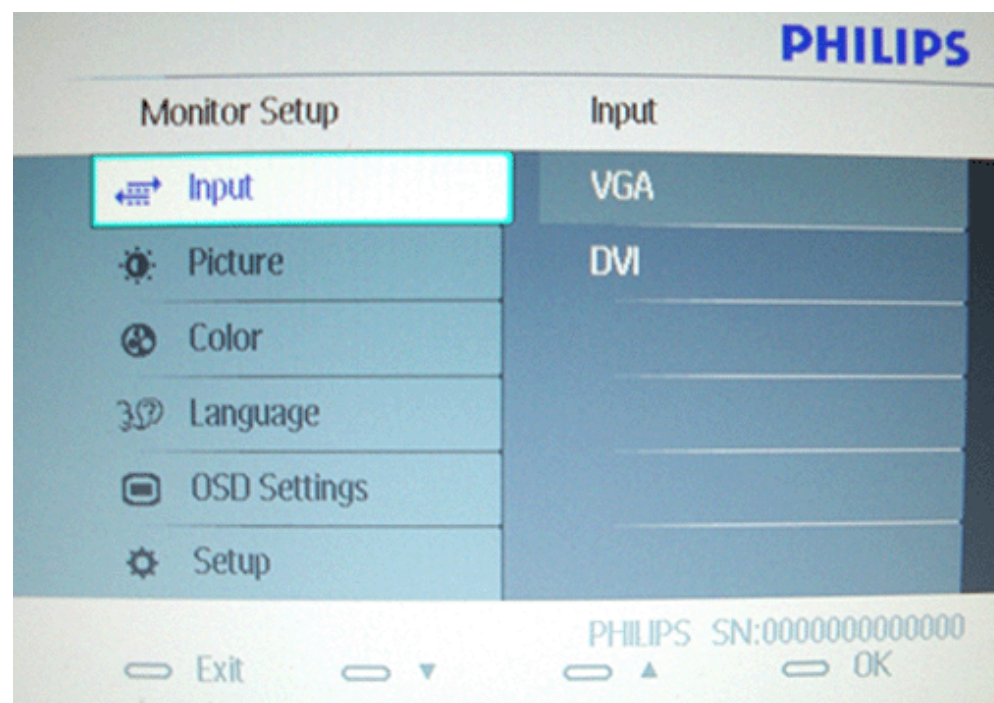 PHILIPS
Monitor Setup Input
Input VGA
Picture DVI
Color
Language
OSD Settings
Setup
PHILIPS SN:0000000000000
Exit ▼ ▲ OK